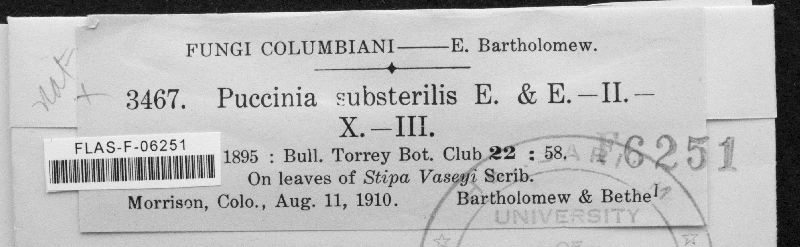 FUNGI COLUMBIANI—E. Bartholomew.
3467. Puccinia substerilis E. & E.—II.—
X.—III.
FLAS-F-06251
1895 : Bull. Torrey Bot. Club 22 : 58.
F6251
On leaves of Stipa Vaseyi Scrib.
Morrison, Colo., Aug. 11, 1910. Bartholomew & Bethel
UNIVERSITY
OF